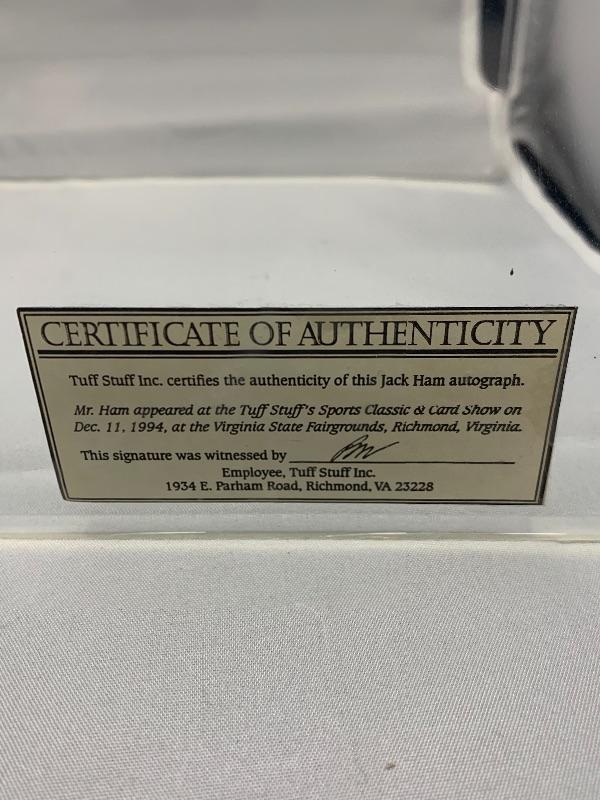 CERTIFICATE OF AUTHENTICITY
Tuff Stuff Inc. certifies the authenticity of this Jack Ham autograph.
Mr. Ham appeared at the Tuff Stuff's Sports Classic & Card Show on
Dec. 11, 1994, at the Virginia State Fairgrounds, Richmond, Virginia.
This signature was witnessed by
Employee, Tuff Stuff Inc.
1934 E. Parham Road, Richmond, VA 23228